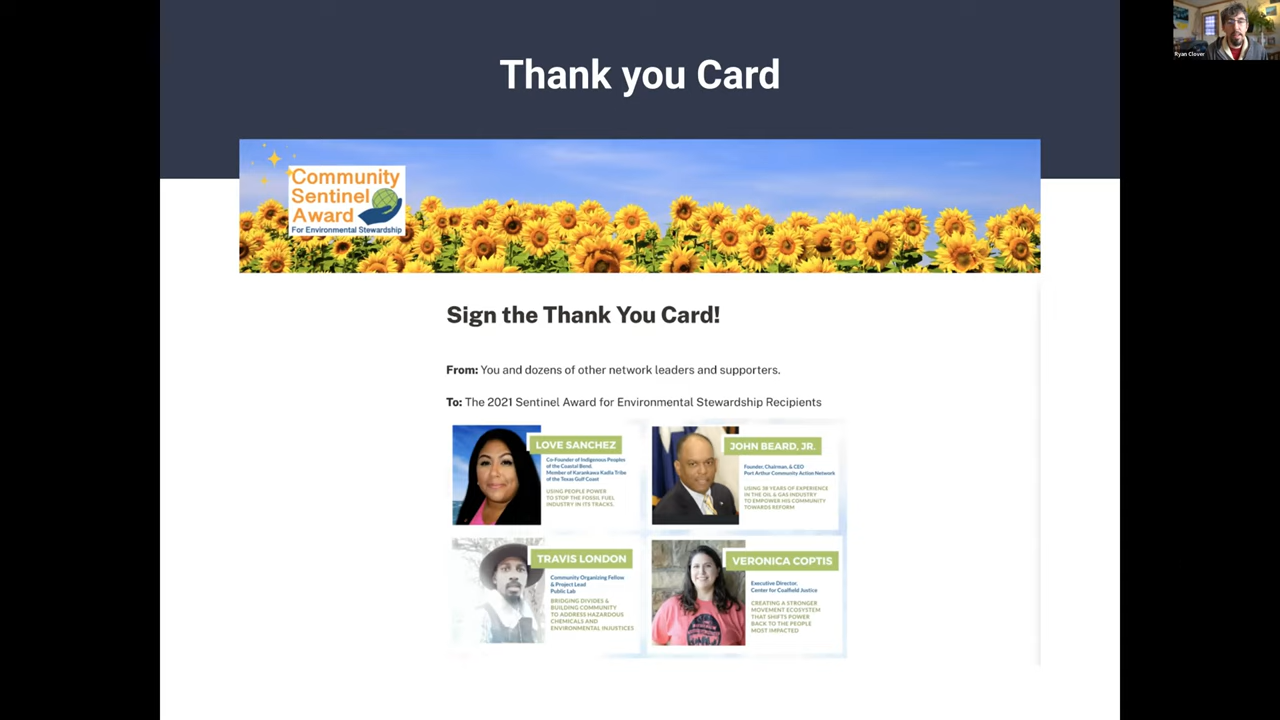 Thank you Card
Ryan Clover
Community
Sentinel
Award
For Environmental Stewardship
Sign the Thank You Card!
From: You and dozens of other network leaders and supporters.
To: The 2021 Sentinel Award for Environmental Stewardship Recipients
LOVE SANCHEZ
Co-Founder of Indigenous Peoples
of the Coastal Bend.
Member of Karankawa Kadla Tribe
of the Texas Gulf Coast
USING PEOPLE POWER
TO STOP THE FOSSIL FUEL
INDUSTRY IN ITS TRACKS.
JOHN BEARD, JR.
Founder, Chairman, & CEO
Port Arthur Community Action Network
USING 38 YEARS OF EXPERIENCE
IN THE OIL & GAS INDUSTRY
TO EMPOWER HIS COMMUNITY
TOWARDS REFORM
TRAVIS LONDON
Community Organizing Fellow
& Project Lead
Public Lab
BRIDGING DIVIDES &
BUILDING COMMUNITY
TO ADDRESS HAZARDOUS
CHEMICALS AND
ENVIRONMENTAL INJUSTICES
VERONICA COPTIS
Executive Director,
Center for Coalfield Justice
CREATING A STRONGER
MOVEMENT ECOSYSTEM
THAT SHIFTS POWER
BACK TO THE PEOPLE
MOST IMPACTED